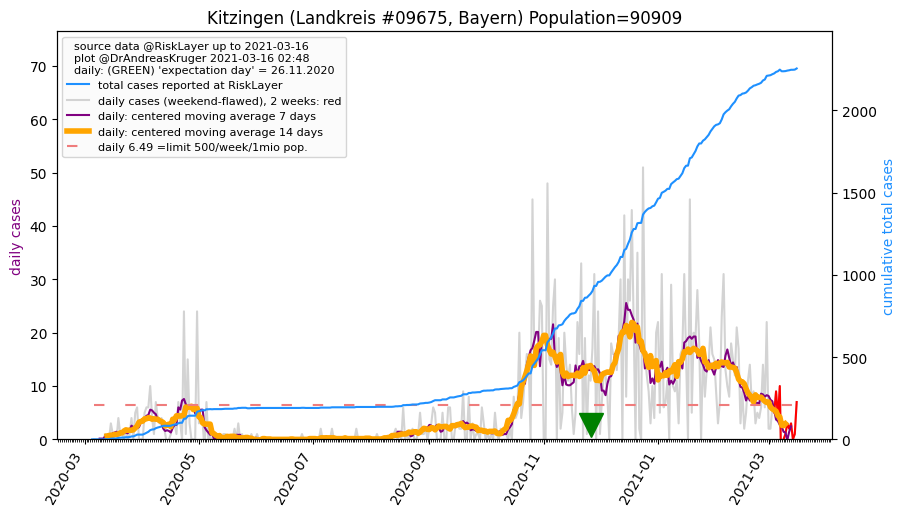 Kitzingen (Landkreis #09675, Bayern) Population=90909
source data @RiskLayer up to 2021-03-16
plot @DrAndreasKruger 2021-03-16 02:48
daily: (GREEN) 'expectation day' = 26.11.2020
total cases reported at RiskLayer
daily cases (weekend-flawed), 2 weeks: red
daily: centered moving average 7 days
daily: centered moving average 14 days
daily 6.49 =limit 500/week/1mio pop.
daily cases
70
60
50
40
30
20
10
0
cumulative total cases
2000
1500
1000
500
0
2020-03
2020-05
2020-07
2020-09
2020-11
2021-01
2021-03